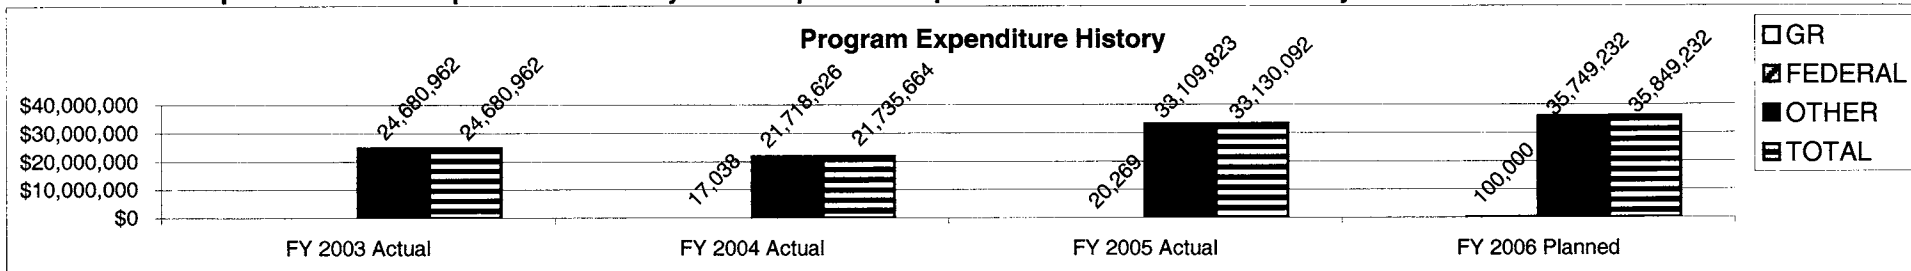 Program Expenditure History
GR
FEDERAL
OTHER
TOTAL
$40,000,000
$30,000,000
$20,000,000
$10,000,000
$0
24,680,962
24,680,962
17,038
21,718,626
21,735,664
20,269
33,109,823
33,130,092
100,000
35,749,232
35,849,232
FY 2003 Actual
FY 2004 Actual
FY 2005 Actual
FY 2006 Planned